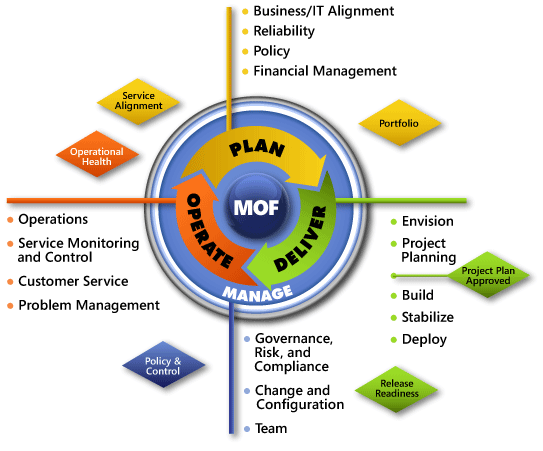 Business/IT Alignment
Reliability
Policy
Financial Management
Service
Alignment
Portfolio
Operational
Health
PLAN
MOF
OPERATE
DELIVER
MANAGE
Operations
Service Monitoring
and Control
Customer Service
Problem Management
Envision
Project
Planning
Project Plan
Approved
Build
Stabilize
Deploy
Policy &
Control
Governance,
Risk, and
Compliance
Change and
Configuration
Team
Release
Readiness